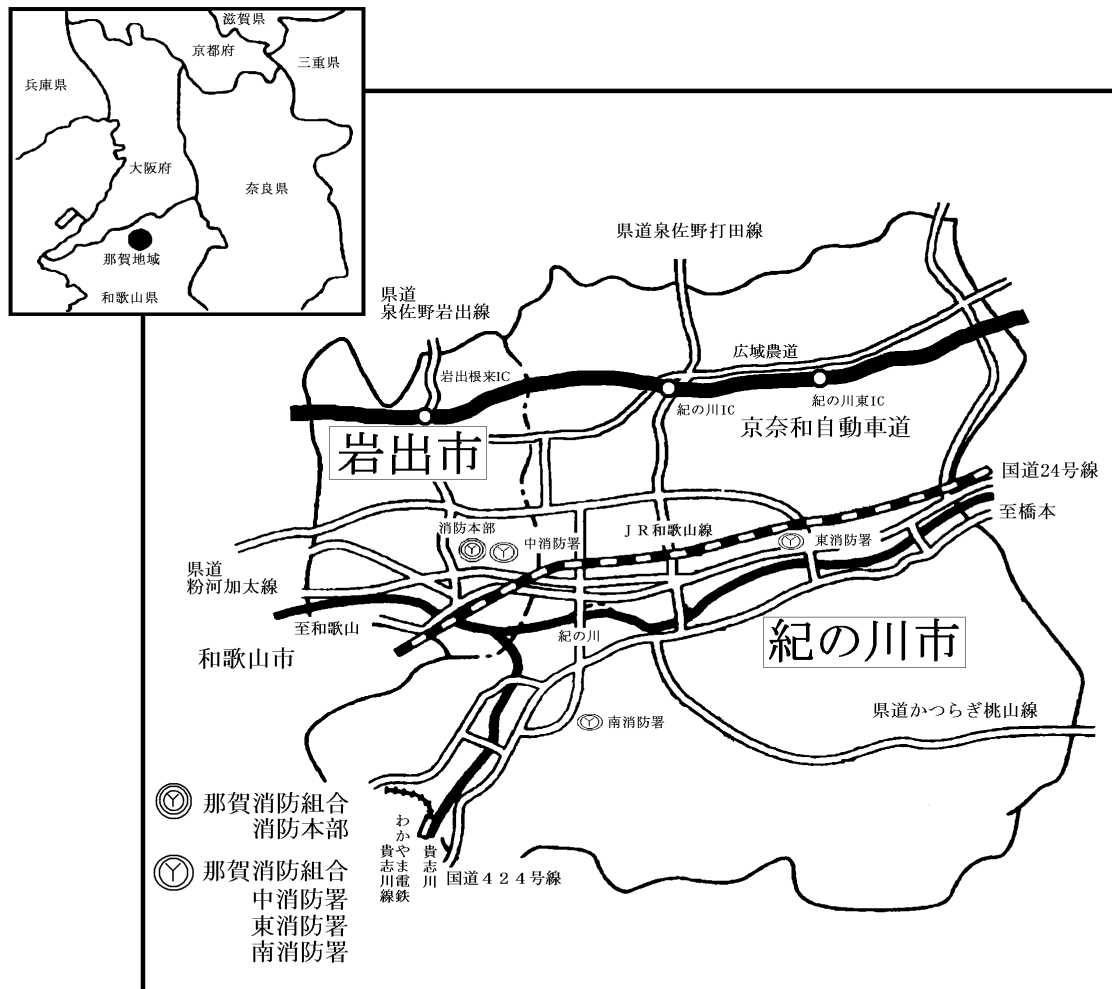 滋賀県
京都府
三重県
兵庫県
大阪府
奈良県
那賀地域
和歌山県
県道泉佐野打田線
県道
泉佐野岩出線
広域農道
岩出根来IC
紀の川IC
紀の川東IC
京奈和自動車道
岩出市
国道24号線
至橋本
消防本部
中消防署
ＪＲ和歌山線
東消防署
県道
粉河加太線
至和歌山
紀の川
和歌山市
紀の川市
県道かつらぎ桃山線
南消防署
那賀消防組合
消防本部
那賀消防組合
中消防署
東消防署
南消防署
わかやま電鉄
貴志川線
貴志川
国道４２４号線